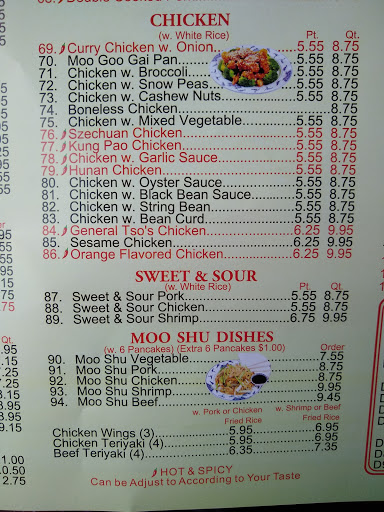 CHICKEN
(w. White Rice) Pt. Qt.
69. Curry Chicken w. Onion 5.55 8.75
70. Moo Goo Gai Pan 5.55 8.75
71. Chicken w. Broccoli 5.55 8.75
72. Chicken w. Snow Peas 5.55 8.75
73. Chicken w. Cashew Nuts 5.55 8.75
74. Boneless Chicken 8.75
75. Chicken w. Mixed Vegetable 5.55 8.75
76. Szechuan Chicken 5.55 8.75
77. Kung Pao Chicken 5.55 8.75
78. Chicken w. Garlic Sauce 5.55 8.75
79. Hunan Chicken 5.55 8.75
80. Chicken w. Oyster Sauce 5.55 8.75
81. Chicken w. Black Bean Sauce 5.55 8.75
82. Chicken w. String Bean 5.55 8.75
83. Chicken w. Bean Curd 5.55 8.75
84. General Tso's Chicken 6.25 9.95
85. Sesame Chicken 6.25 9.95
86. Orange Flavored Chicken 6.25 9.95
SWEET & SOUR
(w. White Rice) Pt. Qt.
87. Sweet & Sour Pork 5.55 8.75
88. Sweet & Sour Chicken 5.55 8.75
89. Sweet & Sour Shrimp 6.75 9.95
MOO SHU DISHES
(w. 6 Pancakes) (Extra 6 Pancakes $1.00) Order
90. Moo Shu Vegetable 7.55
91. Moo Shu Pork 8.75
92. Moo Shu Chicken 8.75
93. Moo Shu Shrimp 9.95
94. Moo Shu Beef 9.45
w. Pork or Chicken Fried Rice
w. Shrimp or Beef Fried Rice
Chicken Wings (3) 5.95 6.95
Chicken Teriyaki (4) 5.95 6.95
Beef Teriyaki (4) 6.35 7.35
HOT & SPICY
Can be Adjust to According to Your Taste